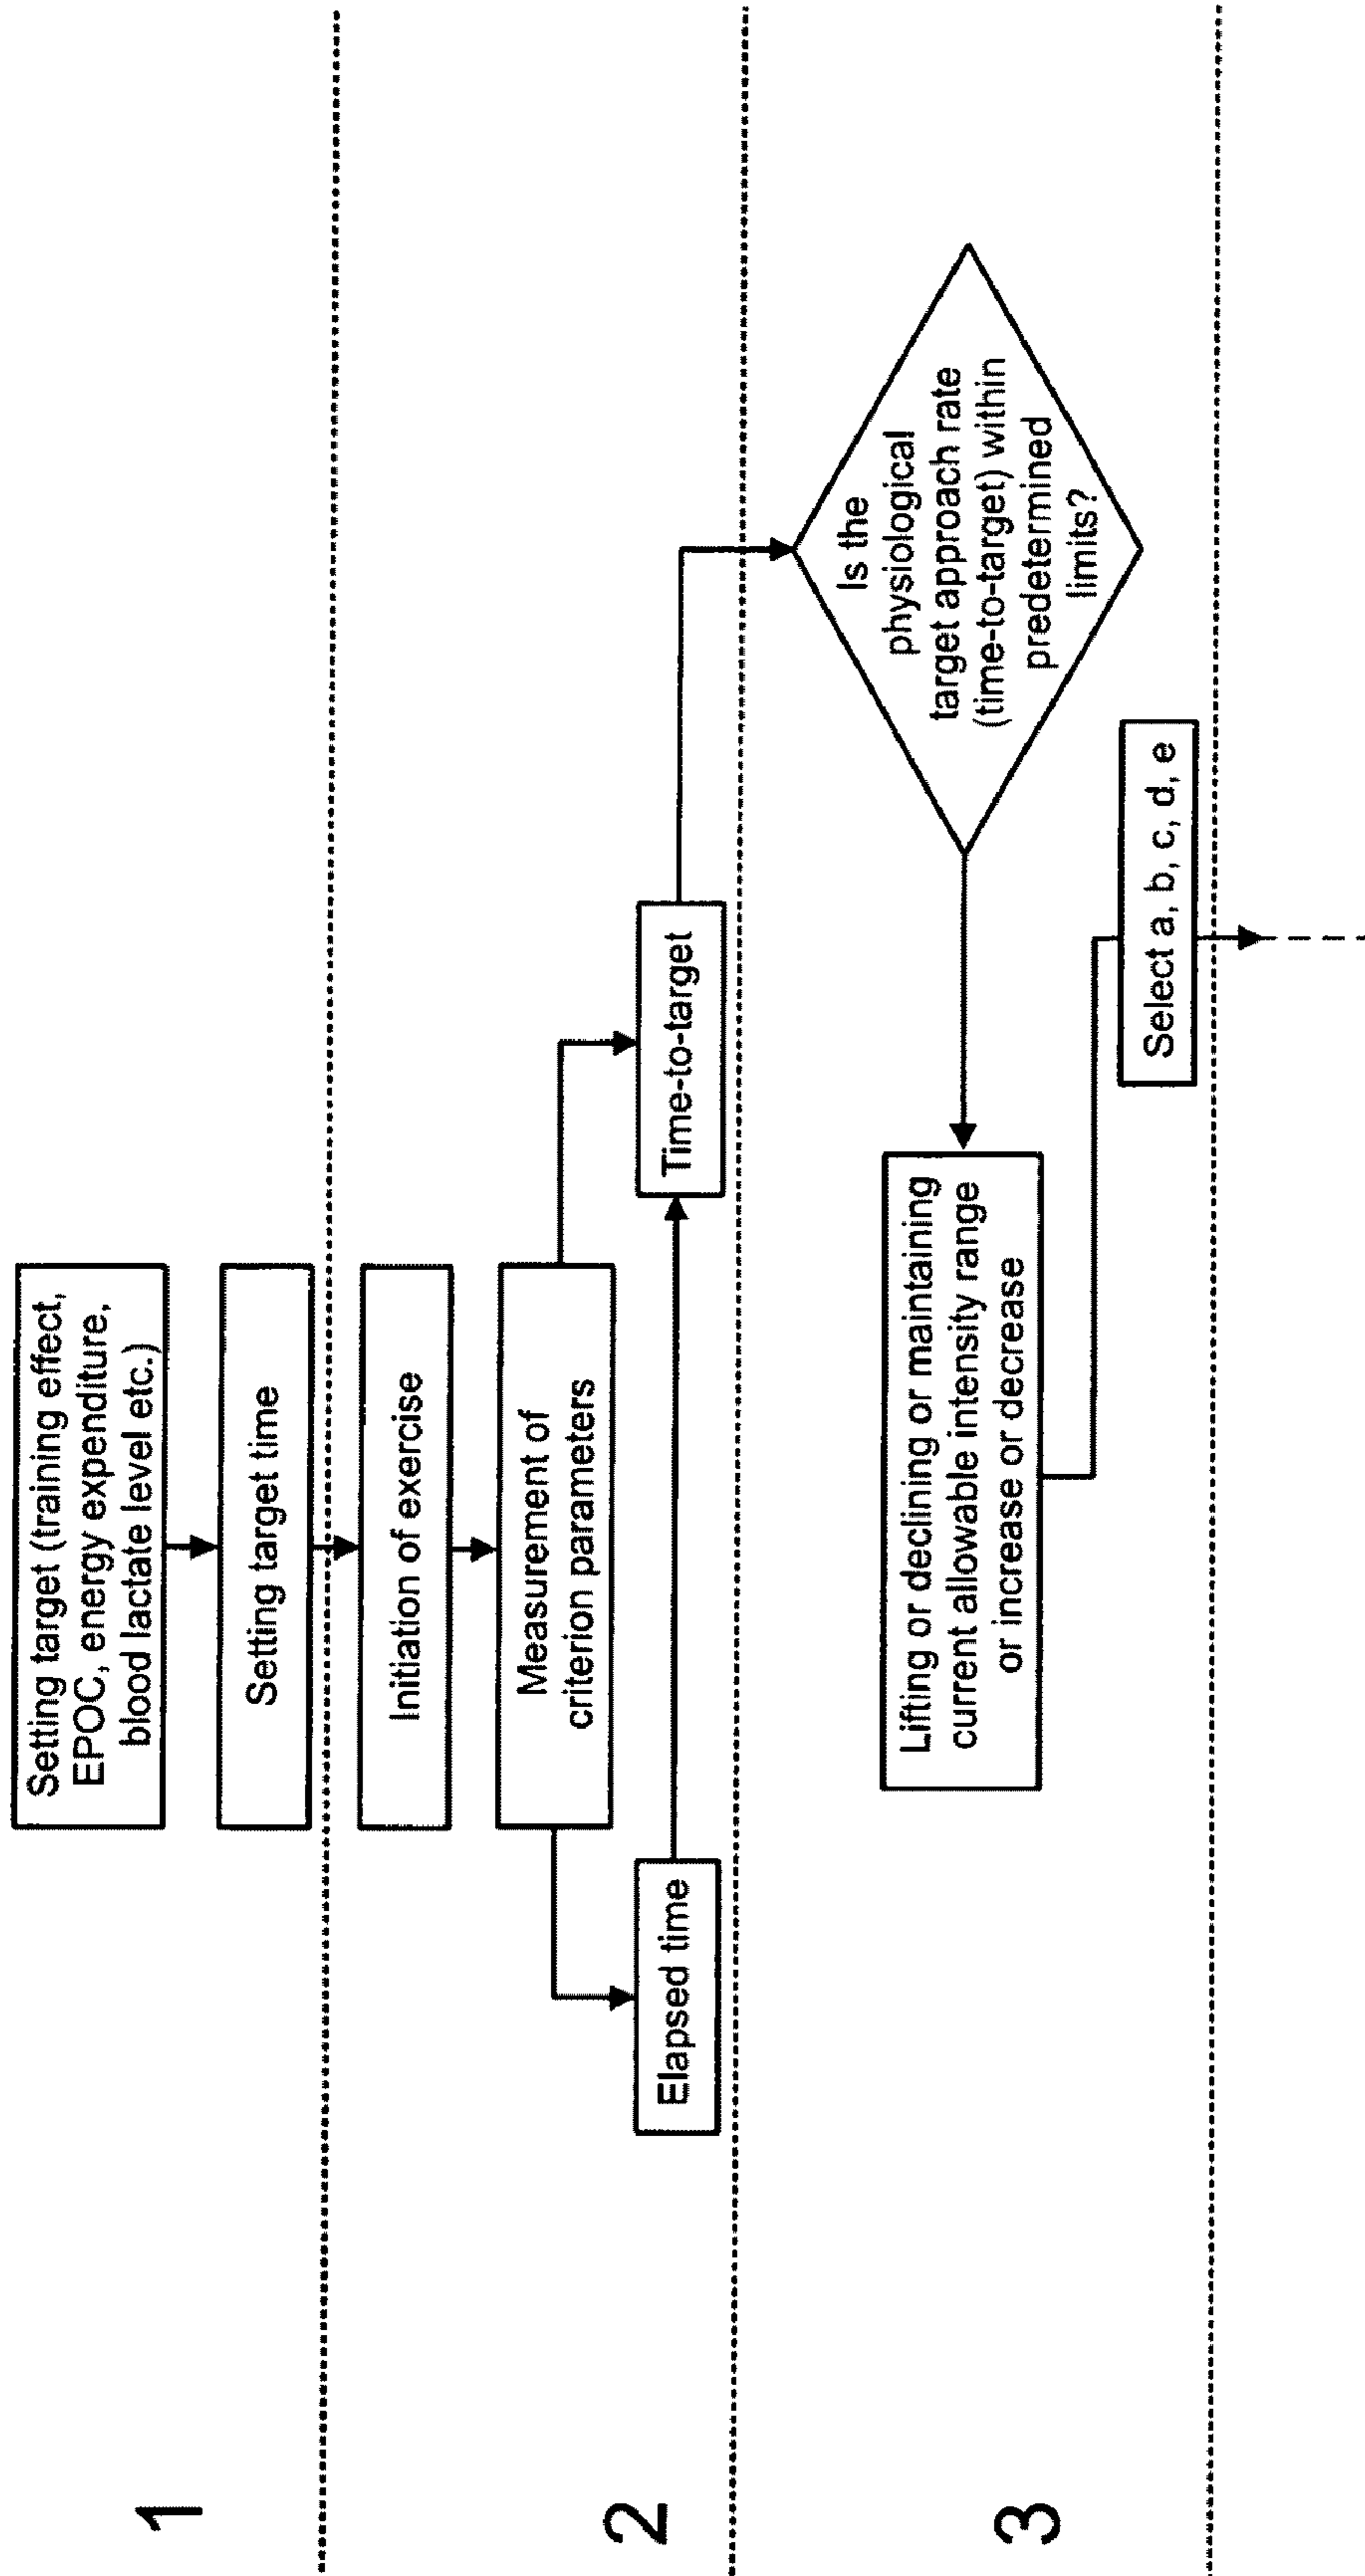 1
Setting target (training effect,
EPOC, energy expenditure,
blood lactate level etc.)
Setting target time
2
Initiation of exercise
Measurement of
criterion parameters
Elapsed time
Time-to-target
3
Is the
physiological
target approach rate
(time-to-target) within
predetermined
limits?
Lifting or declining or maintaining
current allowable intensity range
or increase or decrease
Select a, b, c, d, e